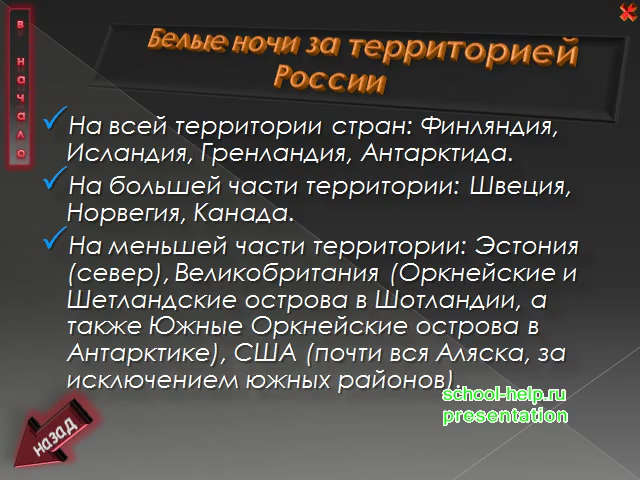 в начало
Белые ночи за территорией
России
На всей территории стран: Финляндия,
Исландия, Гренландия, Антарктида.
На большей части территории: Швеция,
Норвегия, Канада.
На меньшей части территории: Эстония
(север), Великобритания (Оркнейские и
Шетландские острова в Шотландии, а
также Южные Оркнейские острова в
Антарктике), США (почти вся Аляска, за
исключением южных районов).
school-help.ru
presentation
назад